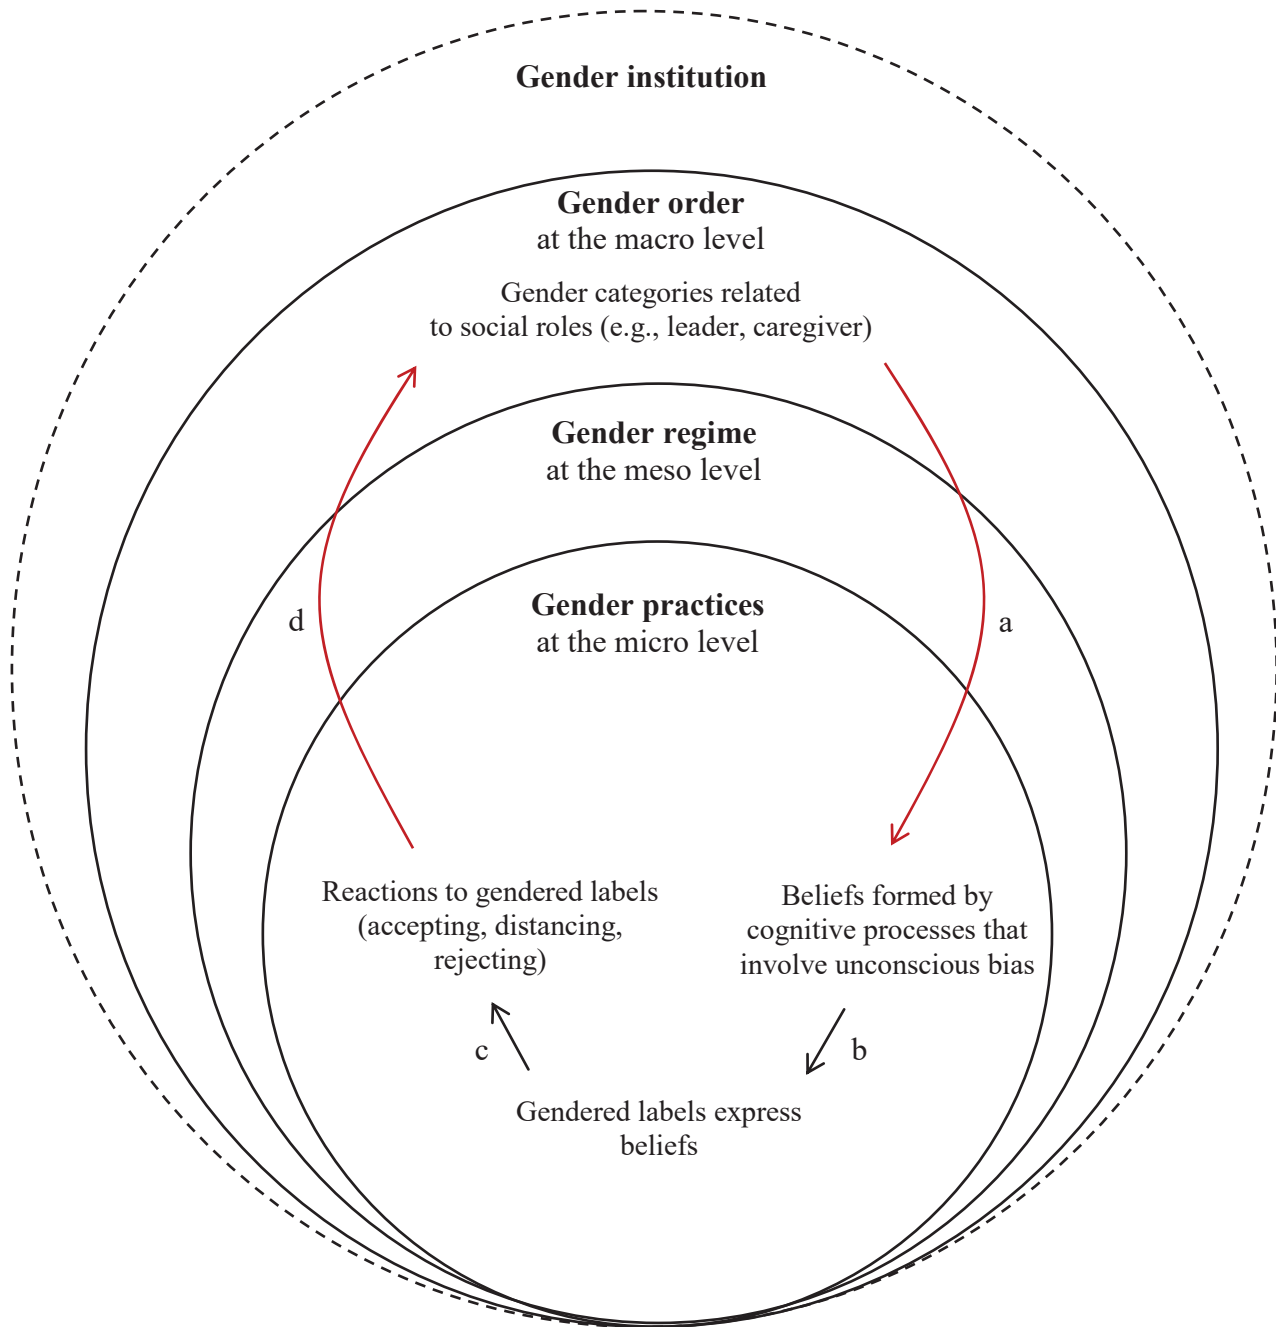 Gender institution
Gender order
at the macro level
Gender categories related
to social roles (e.g., leader, caregiver)
Gender regime
at the meso level
Gender practices
at the micro level
d
a
Reactions to gendered labels
(accepting, distancing,
rejecting)
Beliefs formed by
cognitive processes that
involve unconscious bias
c
b
Gendered labels express
beliefs